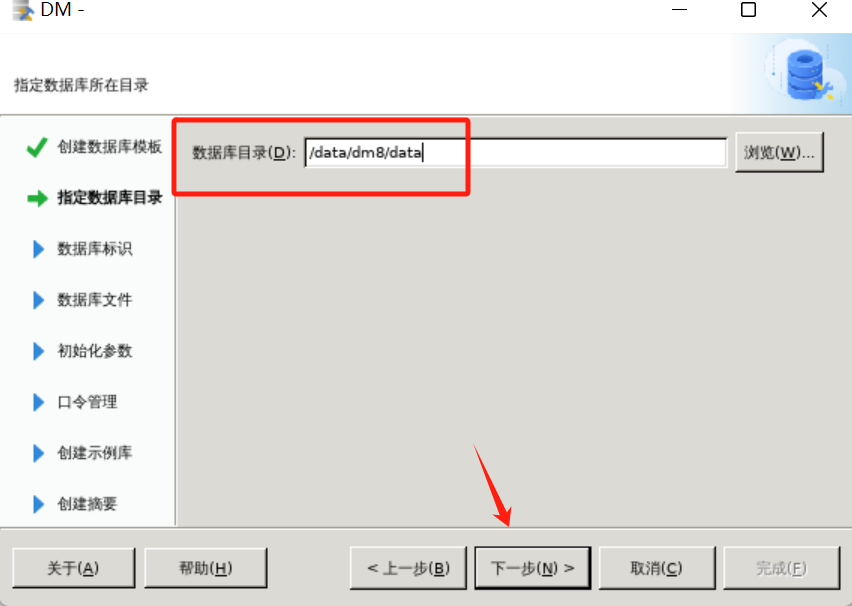 DM -
指定数据库所在目录
创建数据库模板
指定数据库目录
数据库标识
数据库文件
初始化参数
口令管理
创建示例库
创建摘要
数据库目录(D): /data/dm8/data 浏览(W)...
关于(A) 帮助(H) < 上一步(B) 下一步(N) > 取消(C) 完成(F)